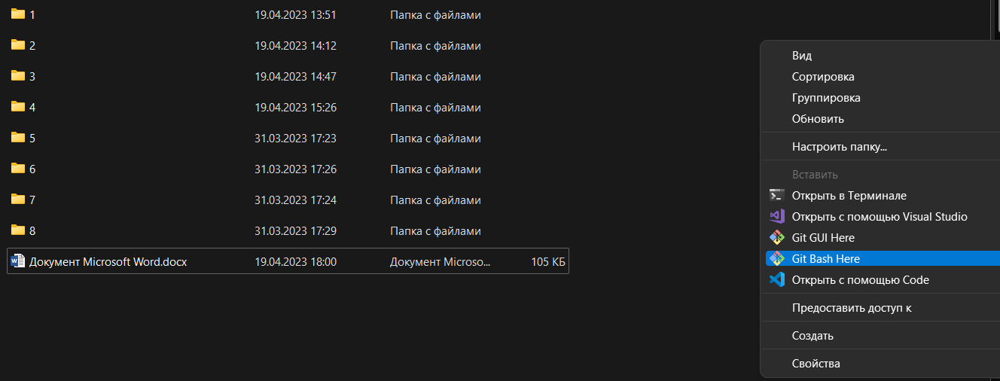 1 19.04.2023 13:51 Папка с файлами
2 19.04.2023 14:12 Папка с файлами
3 19.04.2023 14:47 Папка с файлами
4 19.04.2023 15:26 Папка с файлами
5 31.03.2023 17:23 Папка с файлами
6 31.03.2023 17:26 Папка с файлами
7 31.03.2023 17:24 Папка с файлами
8 31.03.2023 17:29 Папка с файлами
Документ Microsoft Word.docx 19.04.2023 18:00 Документ Microso... 105 КБ
Вид
Сортировка
Группировка
Обновить
Настроить папку...
Вставить
Открыть в Терминале
Открыть с помощью Visual Studio
Git GUI Here
Git Bash Here
Открыть с помощью Code
Предоставить доступ к
Создать
Свойства